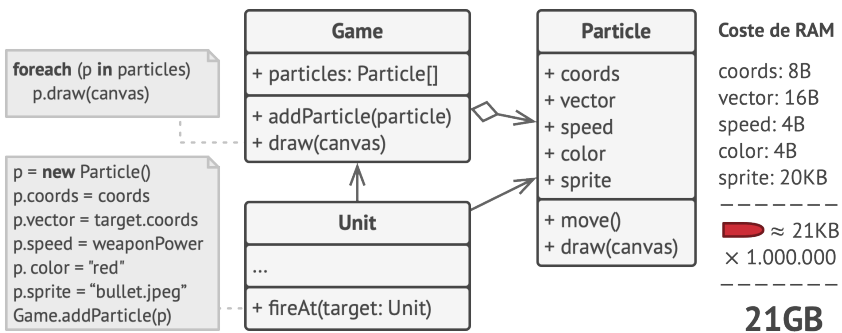 foreach (p in particles)
p.draw(canvas)
p = new Particle()
p.coords = coords
p.vector = target.coords
p.speed = weaponPower
p. color = "red"
p.sprite = “bullet.jpeg”
Game.addParticle(p)
Game
+ particles: Particle[]
+ addParticle(particle)
+ draw(canvas)
Unit
...
+ fireAt(target: Unit)
Particle
+ coords
+ vector
+ speed
+ color
+ sprite
+ move()
+ draw(canvas)
Coste de RAM
coords: 8B
vector: 16B
speed: 4B
color: 4B
sprite: 20KB
≈ 21KB
× 1.000.000
21GB